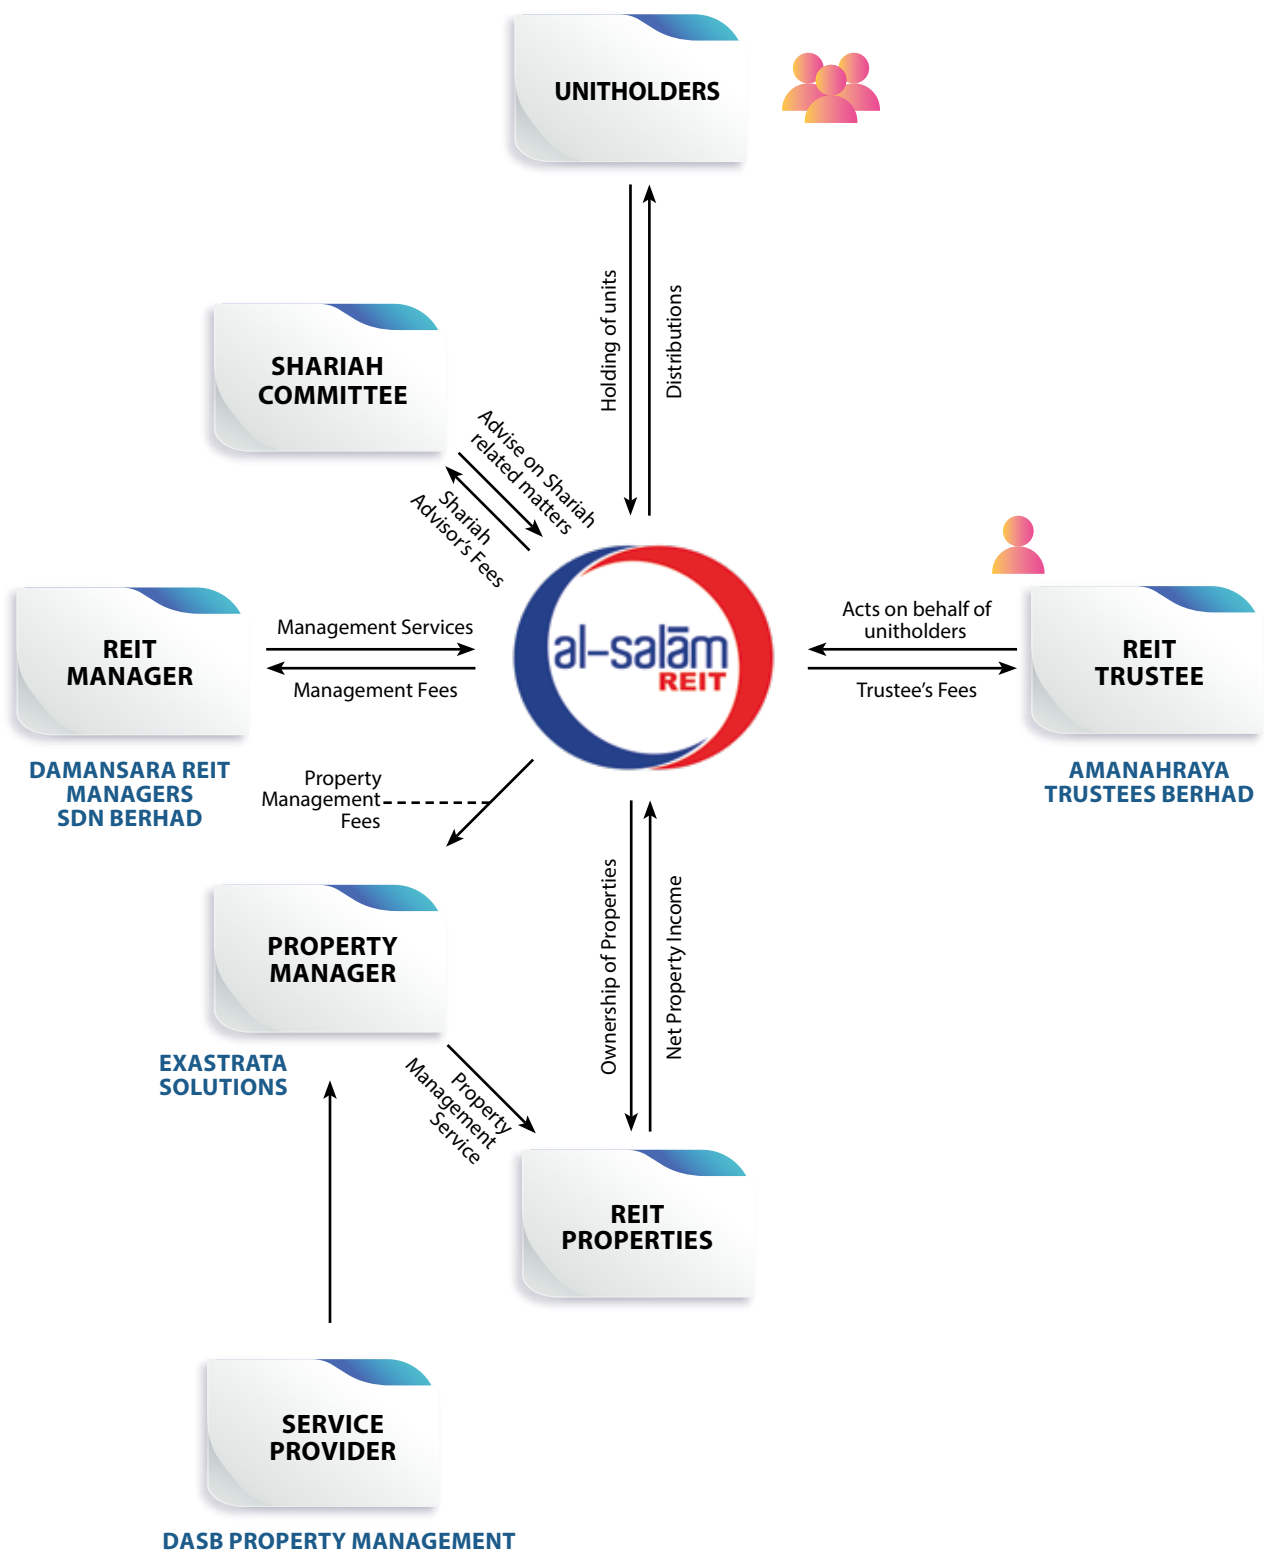 UNITHOLDERS
Holding of units
Distributions
SHARIAH
COMMITTEE
Advise on Shariah
related matters
Shariah
Advisor's Fees
al-salām
REIT
REIT
MANAGER
Management Services
Management Fees
DAMANSARA REIT
MANAGERS
SDN BERHAD
Acts on behalf of
unitholders
Trustee's Fees
REIT
TRUSTEE
AMANAHRAYA
TRUSTEES BERHAD
Property
Management
Fees
PROPERTY
MANAGER
EXASTRATA
SOLUTIONS
Ownership of Properties
Net Property Income
Property
Management
Service
REIT
PROPERTIES
SERVICE
PROVIDER
DASB PROPERTY MANAGEMENT